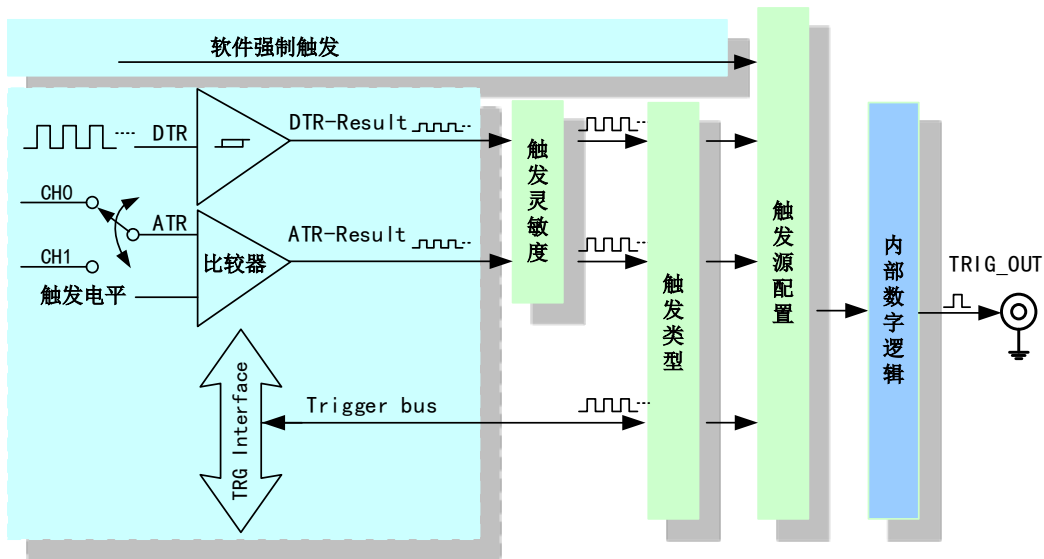 软件强制触发
DTR
DTR-Result
触发灵敏度
CH0
ATR
ATR-Result
比较器
CH1
触发电平
触发类型
触发源配置
内部数字逻辑
TRIG_OUT
TRG Interface
Trigger bus